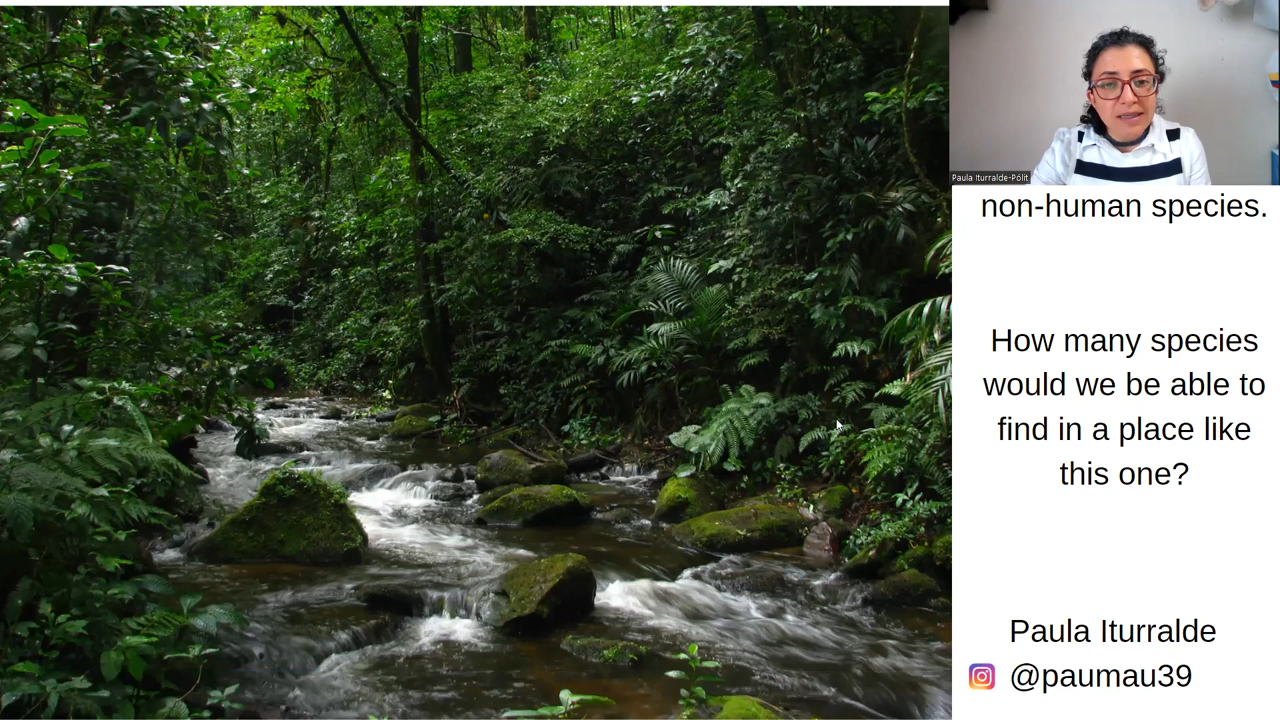 Paula Iturralde-Pólit
non-human species.
How many species
would we be able to
find in a place like
this one?
Paula Iturralde
@paumau39